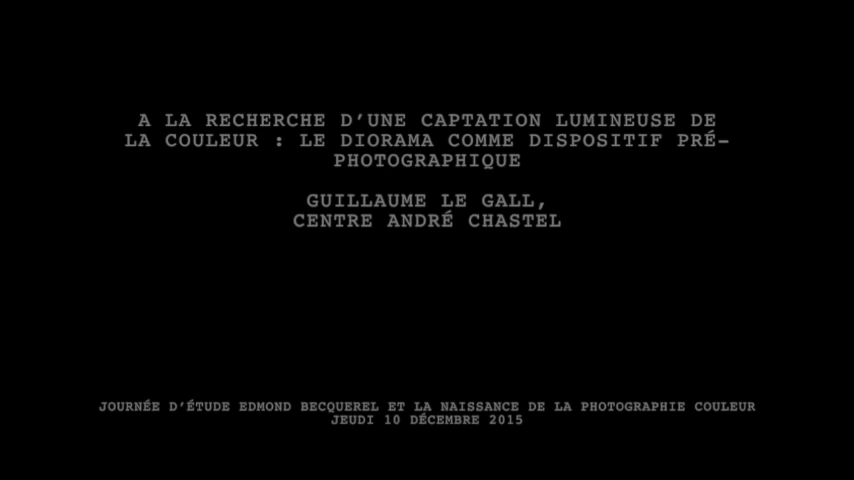 A LA RECHERCHE D'UNE CAPTATION LUMINEUSE DE
LA COULEUR : LE DIORAMA COMME DISPOSITIF PRÉ-
PHOTOGRAPHIQUE
GUILLAUME LE GALL,
CENTRE ANDRÉ CHASTEL
JOURNÉE D'ÉTUDE EDMOND BECQUEREL ET LA NAISSANCE DE LA PHOTOGRAPHIE COULEUR
JEUDI 10 DÉCEMBRE 2015